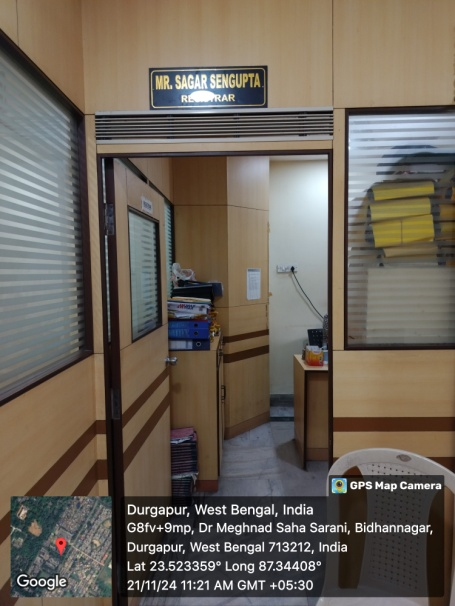 MR. SAGAR SENGUPTA
REGISTRAR
GPS Map Camera
Durgapur, West Bengal, India
G8fv+9mp, Dr Meghnad Saha Sarani, Bidhannagar,
Durgapur, West Bengal 713212, India
Lat 23.523359° Long 87.34408°
21/11/24 11:21 AM GMT +05:30
Google